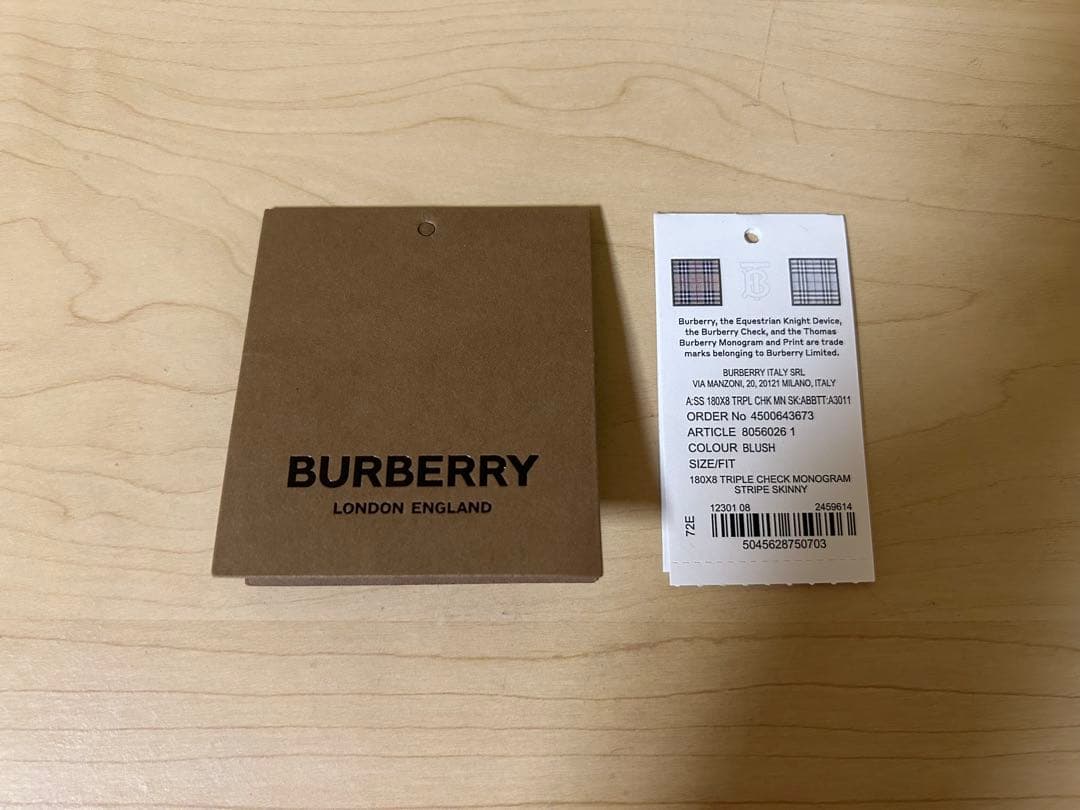 BURBERRY
LONDON ENGLAND
Burberry, the Equestrian Knight Device,
the Burberry Check, and the Thomas
Burberry Monogram and Print are trade
marks belonging to Burberry Limited.
BURBERRY ITALY SRL
VIA MANZONI, 20, 20121 MILANO, ITALY
A:SS 180X8 TRPL CHK MN SK:ABBTT:A3011
ORDER No 4500643673
ARTICLE 8056026 1
COLOUR BLUSH
SIZE/FIT
180X8 TRIPLE CHECK MONOGRAM
STRIPE SKINNY
12301 08 2459614
72E
5045628750703